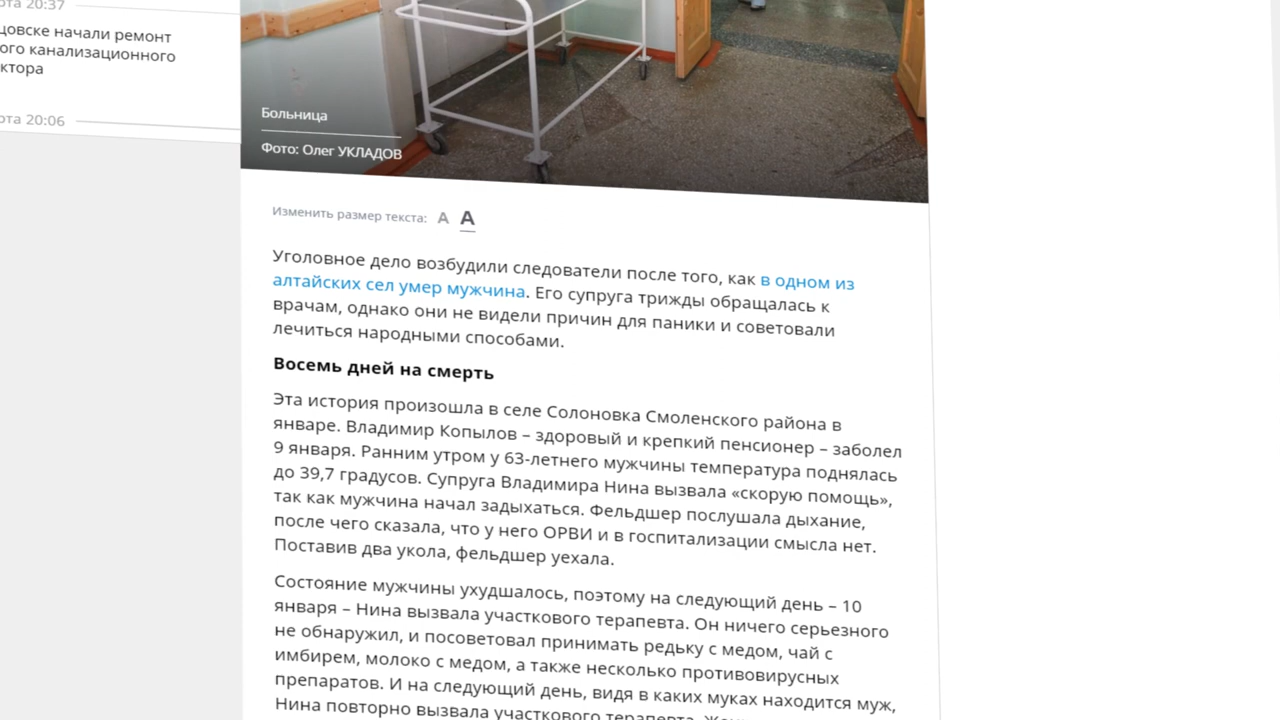 20:37
начали ремонт
канализационного
20:06
Больница
Фото: Олег УКЛАДОВ
Изменить размер текста: А А
Уголовное дело возбудили следователи после того, как в одном из
алтайских сел умер мужчина. Его супруга трижды обращалась к
врачам, однако они не видели причин для паники и советовали
лечиться народными способами.
Восемь дней на смерть
Эта история произошла в селе Солоновка Смоленского района в
январе. Владимир Копылов – здоровый и крепкий пенсионер – заболел
9 января. Ранним утром у 63-летнего мужчины температура поднялась
до 39,7 градусов. Супруга Владимира Нина вызвала «скорую помощь»,
так как мужчина начал задыхаться. Фельдшер послушала дыхание,
после чего сказала, что у него ОРВИ и в госпитализации смысла нет.
Поставив два укола, фельдшер уехала.
Состояние мужчины ухудшалось, поэтому на следующий день – 10
января – Нина вызвала участкового терапевта. Он ничего серьезного
не обнаружил, и посоветовал принимать редьку с медом, чай с
имбирем, молоко с медом, а также несколько противовирусных
препаратов. И на следующий день, видя в каких муках находится муж,
Нина повторно вызвала участкового терапевта.